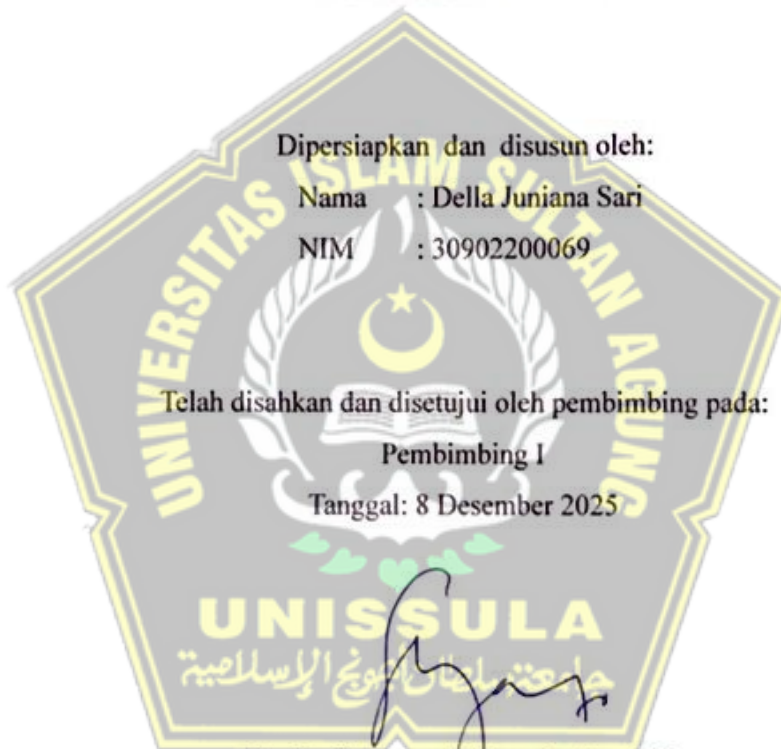 Dipersiapkan dan disusun oleh:
Nama : Della Juniana Sari
NIM : 30902200069
UNIVERSITAS ISLAM SULTAN AGUNG
Telah disahkan dan disetujui oleh pembimbing pada:
Pembimbing I
Tanggal: 8 Desember 2025
UNISSULA
جامعة سلطان أجونج الإسلامية